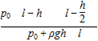 p₀ l−h l−h/2
p₀ + ρgh l